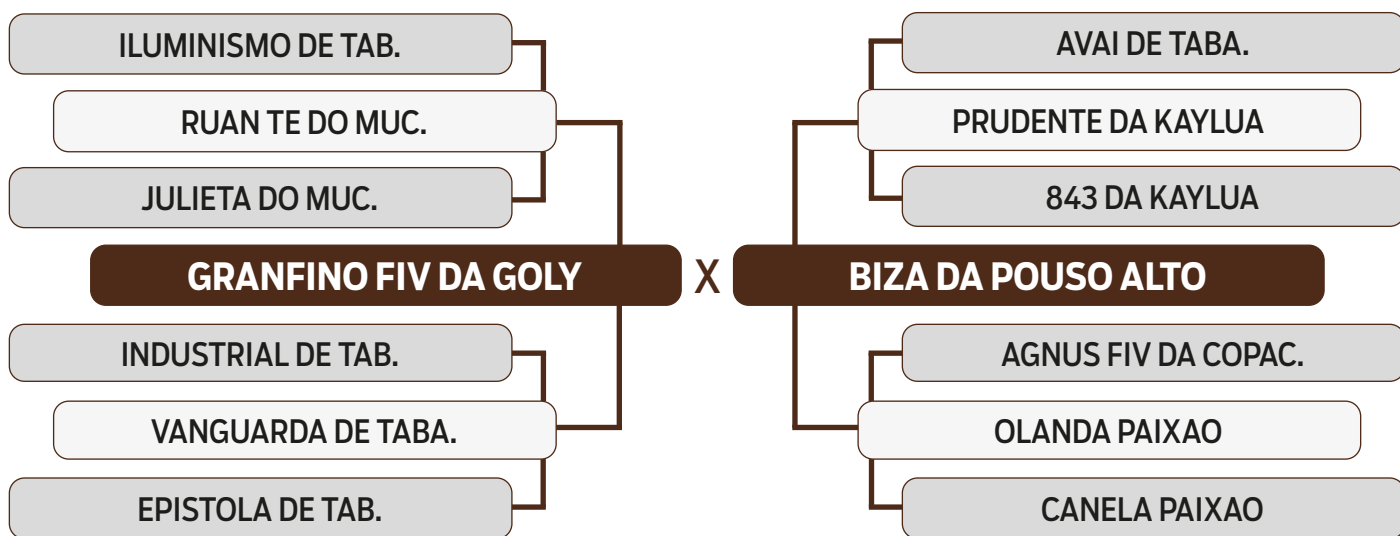 ILUMINISMO DE TAB.
RUAN TE DO MUC.
JULIETA DO MUC.
GRANFINO FIV DA GOLY
INDUSTRIAL DE TAB.
VANGUARDA DE TABA.
EPISTOLA DE TAB.
X
AVAI DE TABA.
PRUDENTE DA KAYLUA
843 DA KAYLUA
BIZA DA POUSO ALTO
AGNUS FIV DA COPAC.
OLANDA PAIXAO
CANELA PAIXAO